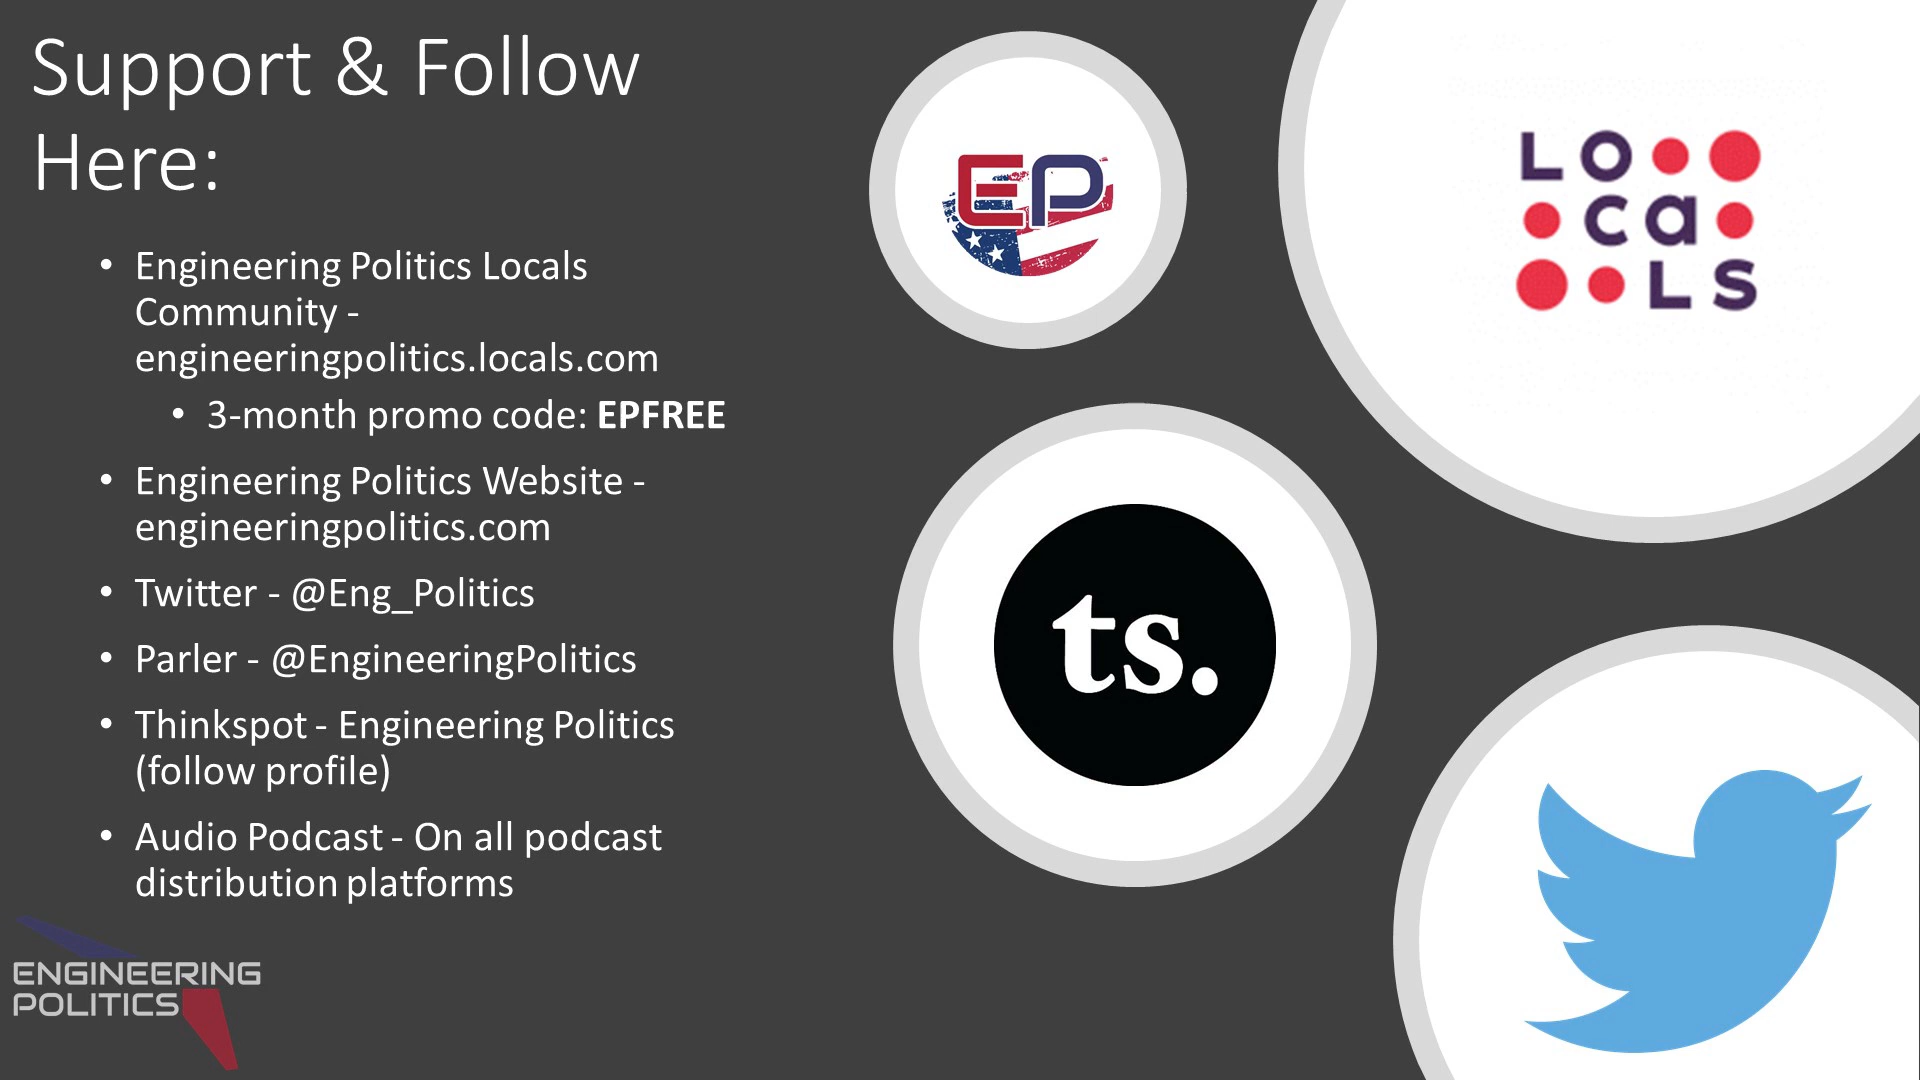 Support & Follow
Here:
• Engineering Politics Locals
Community -
engineeringpolitics.locals.com
• 3-month promo code: EPFREE
• Engineering Politics Website -
engineeringpolitics.com
• Twitter - @Eng_Politics
• Parler - @EngineeringPolitics
• Thinkspot - Engineering Politics
(follow profile)
• Audio Podcast - On all podcast
distribution platforms
ENGINEERING
POLITICS
EP
LO
ca
LS
ts.